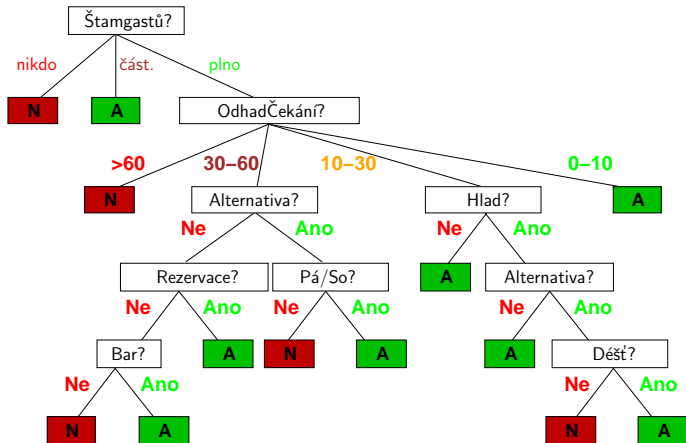 Štamgastů?
nikdo část. plno
N A OdhadČekání?
>60 30–60 10–30 0–10
N Alternativa? Hlad? A
Ne Ano Ne Ano
Rezervace? Pá/So? A Alternativa?
Ne Ano Ne Ano Ne Ano
Bar? A N A A Déšť?
Ne Ano Ne Ano
N A N A